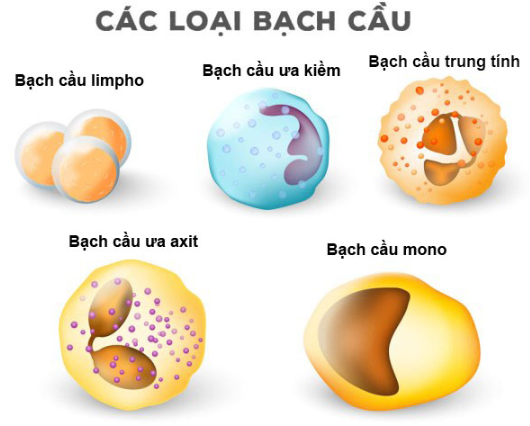 CÁC LOẠI BẠCH CẦU
Bạch cầu limpho
Bạch cầu ưa kiềm
Bạch cầu trung tính
Bạch cầu ưa axit
Bạch cầu mono